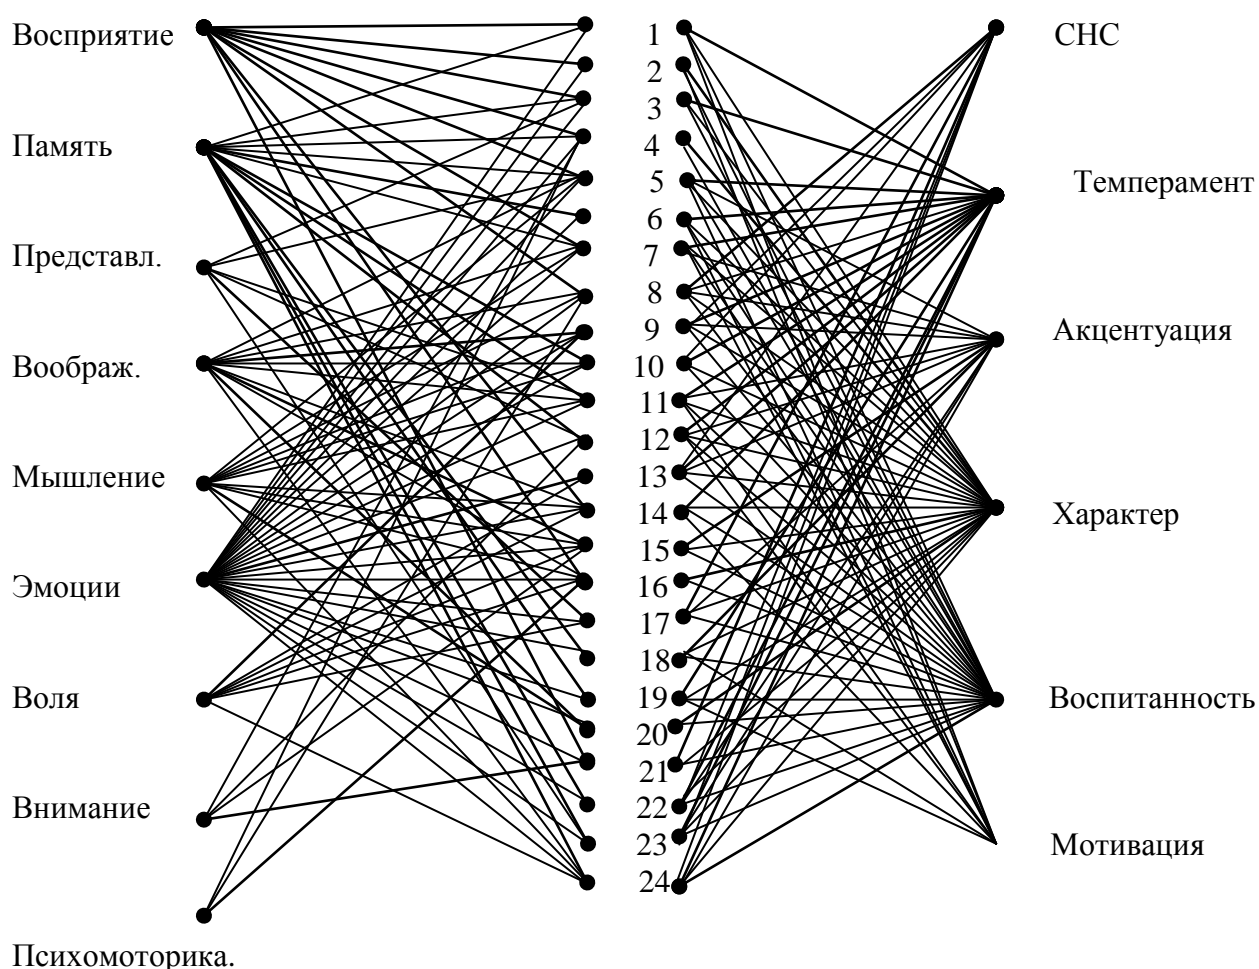 Восприятие
Память
Представл.
Воображ.
Мышление
Эмоции
Воля
Внимание
Психомоторика.
1
2
3
4
5
6
7
8
9
10
11
12
13
14
15
16
17
18
19
20
21
22
23
24
СНС
Темперамент
Акцентуация
Характер
Воспитанность
Мотивация